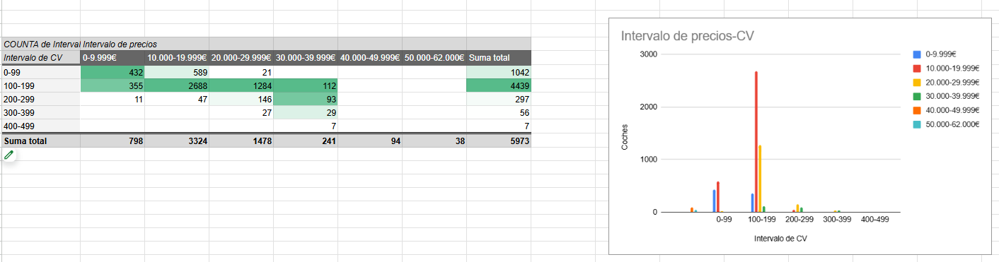 COUNTA de Interval Intervalo de precios
Intervalo de CV 0-9.999€ 10.000-19.999€ 20.000-29.999€ 30.000-39.999€ 40.000-49.999€ 50.000-62.000€ Suma total
0-99 432 589 21 1042
100-199 355 2688 1284 112 4439
200-299 11 47 146 93 297
300-399 27 29 56
400-499 7 7
Suma total 798 3324 1478 241 94 38 5973
Intervalo de precios-CV
3000
2000
1000
0
Coches
0-99 100-199 200-299 300-399 400-499
Intervalo de CV
0-9.999€
10.000-19.999€
20.000-29.999€
30.000-39.999€
40.000-49.999€
50.000-62.000€